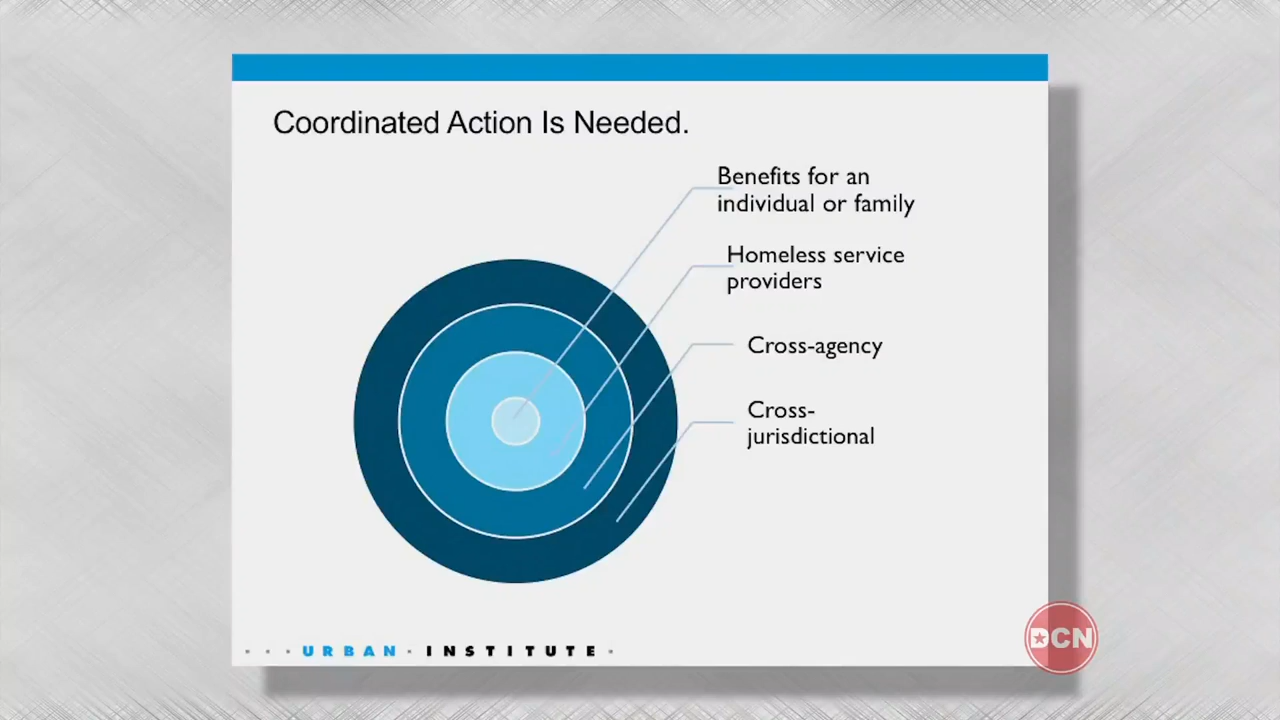 Coordinated Action Is Needed.
Benefits for an
individual or family
Homeless service
providers
Cross-agency
Cross-
jurisdictional
URBAN INSTITUTE
DCN